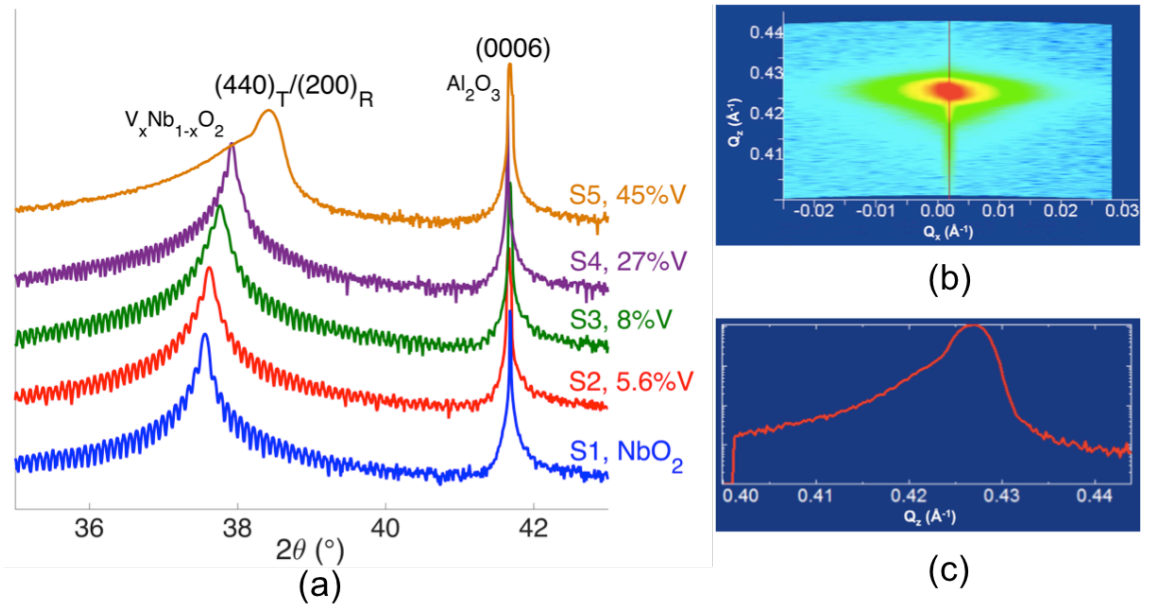 (0006)
(440)T/(200)R
Al2O3
VxNb1-xO2
S5, 45%V
S4, 27%V
S3, 8%V
S2, 5.6%V
S1, NbO2
36 38 40 42
2θ (°)
(a)
0.44
0.43
0.42
0.41
Qz (Å-1)
-0.02 -0.01 0.00 0.01 0.02 0.03
Qx (Å-1)
(b)
0.40 0.41 0.42 0.43 0.44
Qz (Å-1)
(c)